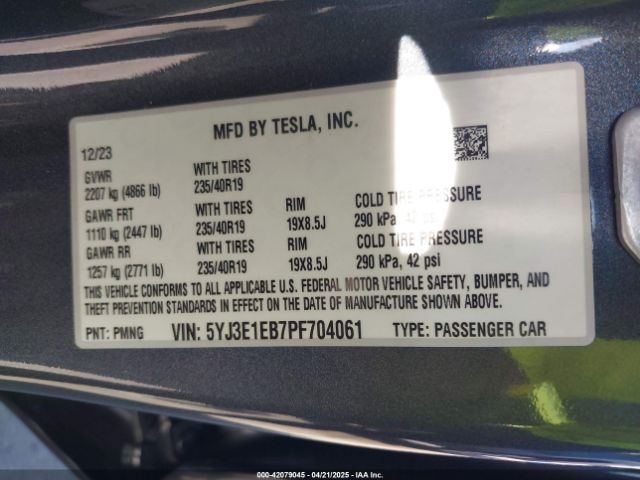 MFD BY TESLA, INC.
12/23
GVWR WITH TIRES
2207 kg (4866 lb) 235/40R19
GAWR FRT WITH TIRES RIM COLD TIRE PRESSURE
1110 kg (2447 lb) 235/40R19 19X8.5J 290 kPa, 42 psi
GAWR RR WITH TIRES RIM COLD TIRE PRESSURE
1257 kg (2771 lb) 235/40R19 19X8.5J 290 kPa, 42 psi
THIS VEHICLE CONFORMS TO ALL APPLICABLE U.S. FEDERAL MOTOR VEHICLE SAFETY, BUMPER, AND
THEFT PREVENTION STANDARDS IN EFFECT ON THE DATE OF MANUFACTURE SHOWN ABOVE.
PNT: PMNG VIN: 5YJ3E1EB7PF704061 TYPE: PASSENGER CAR
000-42079045 - 04/21/2025 - IAA Inc.